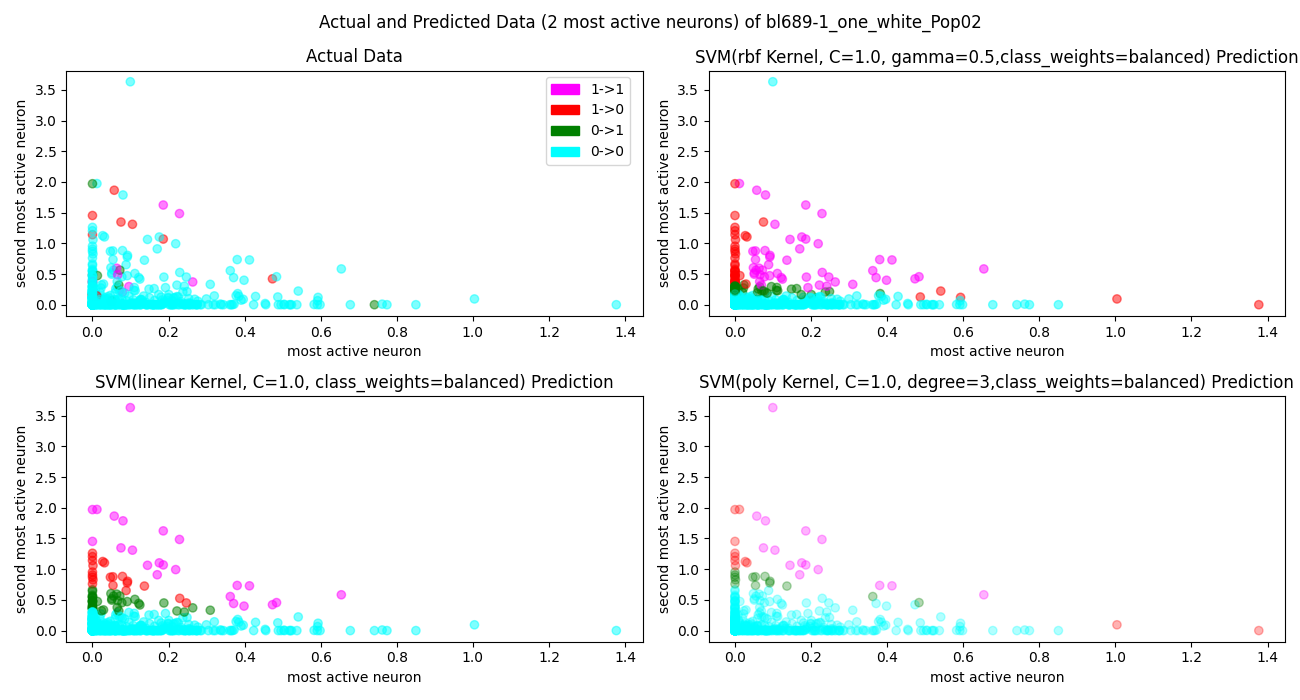 Actual and Predicted Data (2 most active neurons) of bl689-1_one_white_Pop02
Actual Data
3.5
3.0
2.5
2.0
1.5
1.0
0.5
0.0
second most active neuron
0.0 0.2 0.4 0.6 0.8 1.0 1.2 1.4
most active neuron
1->1
1->0
0->1
0->0
SVM(rbf Kernel, C=1.0, gamma=0.5,class_weights=balanced) Prediction
3.5
3.0
2.5
2.0
1.5
1.0
0.5
0.0
second most active neuron
0.0 0.2 0.4 0.6 0.8 1.0 1.2 1.4
most active neuron
SVM(linear Kernel, C=1.0, class_weights=balanced) Prediction
3.5
3.0
2.5
2.0
1.5
1.0
0.5
0.0
second most active neuron
0.0 0.2 0.4 0.6 0.8 1.0 1.2 1.4
most active neuron
SVM(poly Kernel, C=1.0, degree=3,class_weights=balanced) Prediction
3.5
3.0
2.5
2.0
1.5
1.0
0.5
0.0
second most active neuron
0.0 0.2 0.4 0.6 0.8 1.0 1.2 1.4
most active neuron